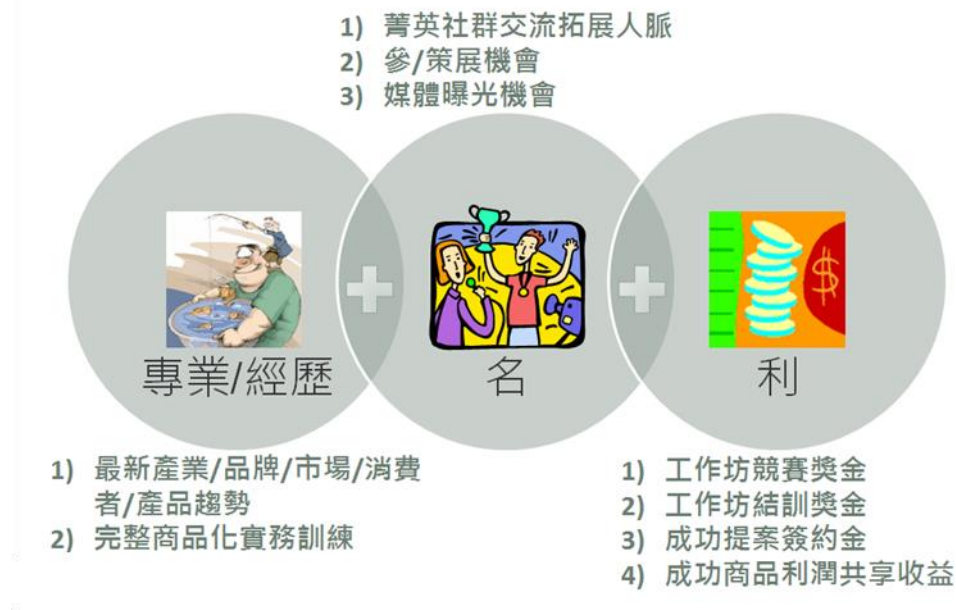 1) 菁英社群交流拓展人脈
2) 參/策展機會
3) 媒體曝光機會
專業/經歷
名
利
1) 最新產業/品牌/市場/消費
者/產品趨勢
2) 完整商品化實務訓練
1) 工作坊競賽獎金
2) 工作坊結訓獎金
3) 成功提案簽約金
4) 成功商品利潤共享收益